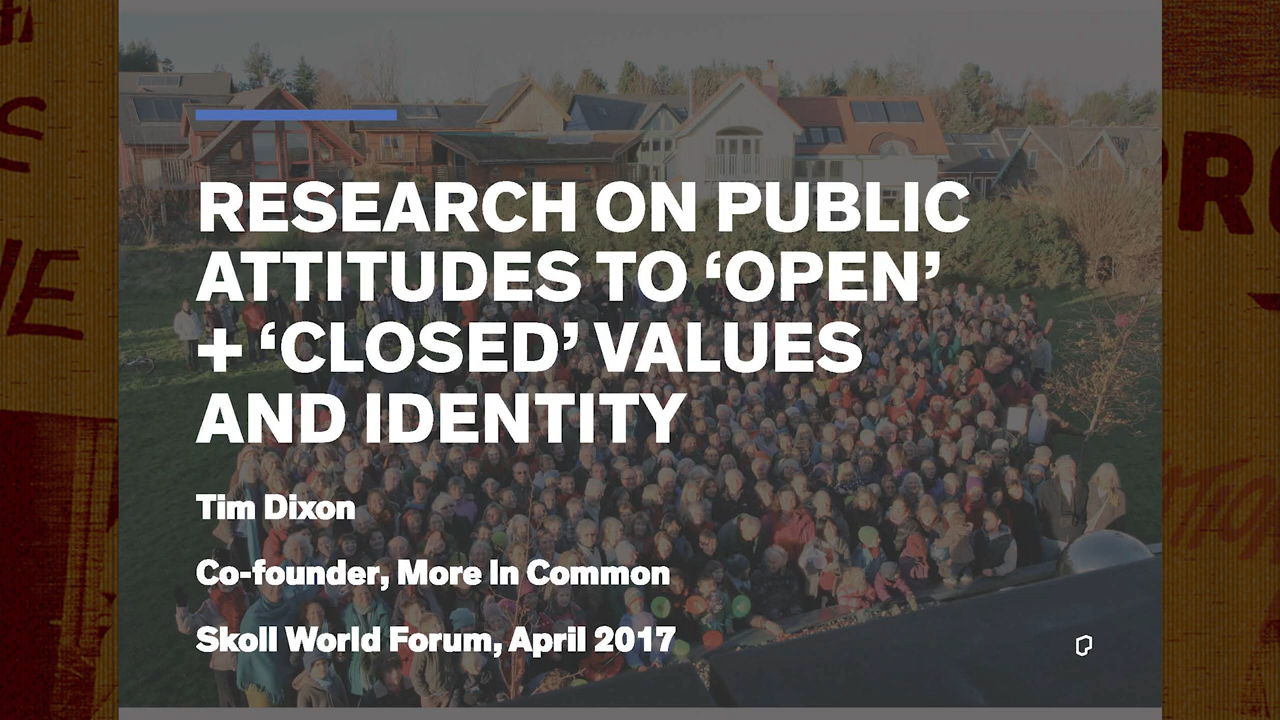 RESEARCH ON PUBLIC
ATTITUDES TO ‘OPEN’
+ ‘CLOSED’ VALUES
AND IDENTITY
Tim Dixon
Co-founder, More In Common
Skoll World Forum, April 2017